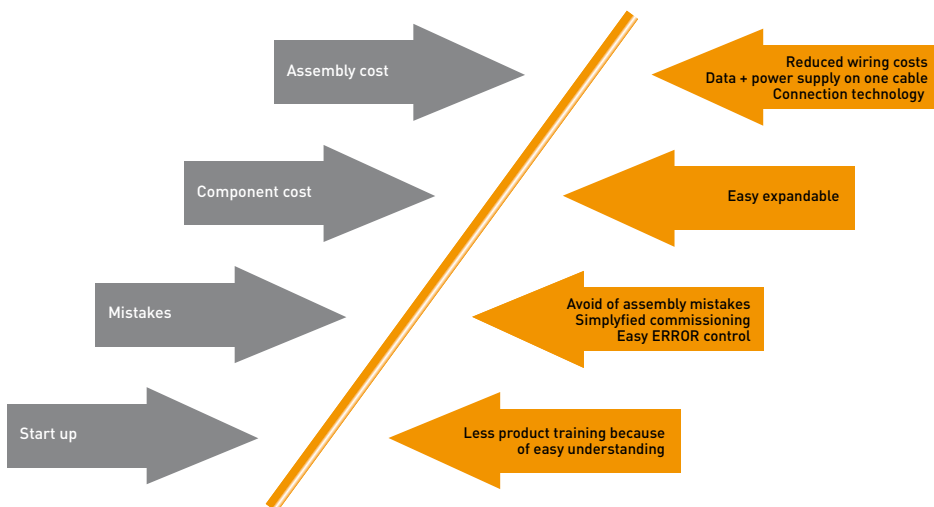 Assembly cost
Reduced wiring costs
Data + power supply on one cable
Connection technology
Component cost
Easy expandable
Mistakes
Avoid of assembly mistakes
Simplyfied commissioning
Easy ERROR control
Start up
Less product training because
of easy understanding